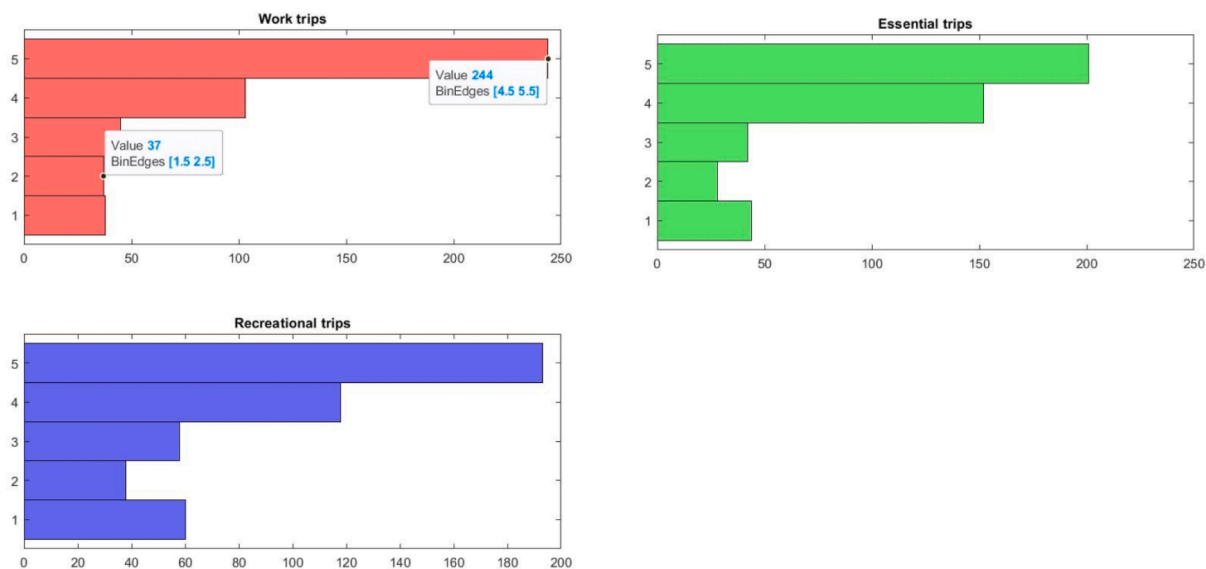 Work trips
5
4
3
2
1
Value 244
BinEdges [4.5 5.5]
Value 37
BinEdges [1.5 2.5]
0 50 100 150 200 250
Essential trips
5
4
3
2
1
0 50 100 150 200 250
Recreational trips
5
4
3
2
1
0 20 40 60 80 100 120 140 160 180 200